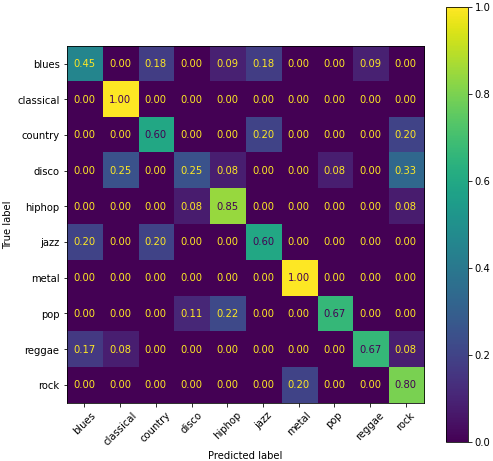 1.0
blues 0.45 0.00 0.18 0.00 0.09 0.18 0.00 0.00 0.09 0.00
classical 0.00 1.00 0.00 0.00 0.00 0.00 0.00 0.00 0.00 0.00
country 0.00 0.00 0.60 0.00 0.00 0.20 0.00 0.00 0.00 0.20
0.8
disco 0.00 0.25 0.00 0.25 0.08 0.00 0.00 0.08 0.00 0.33
0.6
hiphop 0.00 0.00 0.00 0.08 0.85 0.00 0.00 0.00 0.00 0.08
True label
jazz 0.20 0.00 0.20 0.00 0.00 0.60 0.00 0.00 0.00 0.00
0.4
metal 0.00 0.00 0.00 0.00 0.00 0.00 1.00 0.00 0.00 0.00
pop 0.00 0.00 0.00 0.11 0.22 0.00 0.00 0.67 0.00 0.00
0.2
reggae 0.17 0.08 0.00 0.00 0.00 0.00 0.00 0.00 0.67 0.08
rock 0.00 0.00 0.00 0.00 0.00 0.00 0.20 0.00 0.00 0.80
0.0
blues classical country disco hiphop jazz metal pop reggae rock
Predicted label